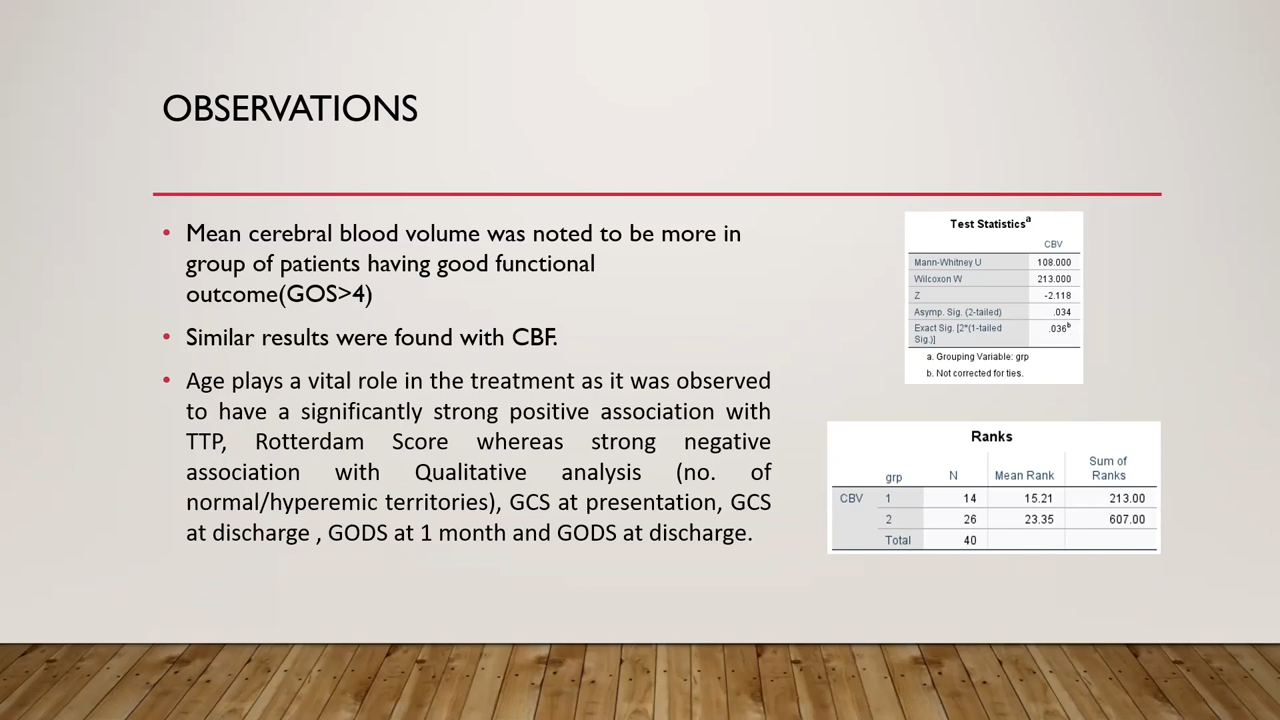 OBSERVATIONS
• Mean cerebral blood volume was noted to be more in
group of patients having good functional
outcome(GOS>4)
• Similar results were found with CBF.
• Age plays a vital role in the treatment as it was observed
to have a significantly strong positive association with
TTP, Rotterdam Score whereas strong negative
association with Qualitative analysis (no. of
normal/hyperemic territories), GCS at presentation, GCS
at discharge , GODS at 1 month and GODS at discharge.
Test Statisticsa
CBV
Mann-Whitney U 108.000
Wilcoxon W 213.000
Z -2.118
Asymp. Sig. (2-tailed) .034
Exact Sig. [2*(1-tailed .036b
Sig.)]
a. Grouping Variable: grp
b. Not corrected for ties.
Ranks
grp N Mean Rank Sum of
Ranks
CBV 1 14 15.21 213.00
2 26 23.35 607.00
Total 40